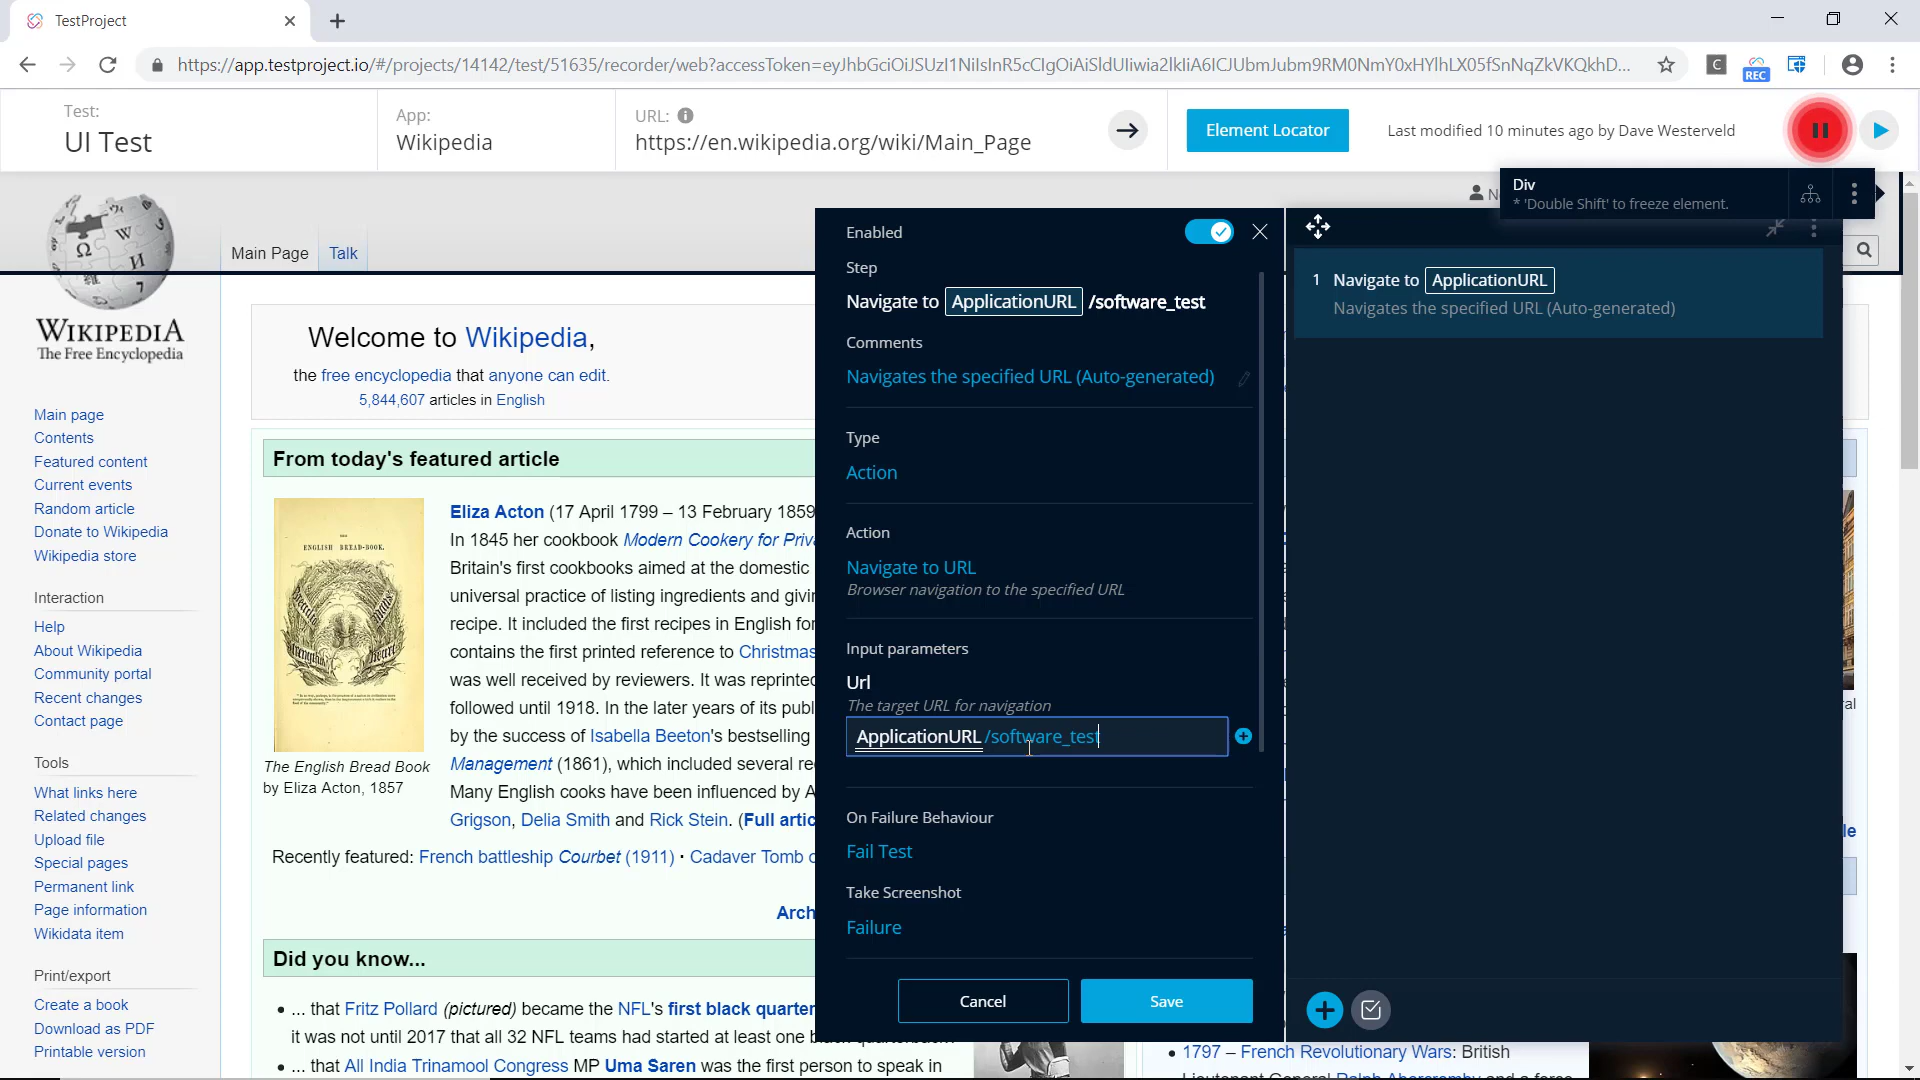 TestProject
https://app.testproject.io/#/projects/14142/test/51635/recorder/web?accessToken=
REC
Test:
UI Test
App:
Wikipedia
URL:
https://en.wikipedia.org/wiki/Main_Page
Element Locator
Last modified 10 minutes ago by Dave Westerveld
Div
* 'Double Shift' to freeze element.
WIKIPEDIA
The Free Encyclopedia
Main page
Contents
Featured content
Current events
Random article
Donate to Wikipedia
Wikipedia store
Interaction
Help
About Wikipedia
Community portal
Recent changes
Contact page
Tools
What links here
Related changes
Upload file
Special pages
Permanent link
Page information
Wikidata item
Print/export
Create a book
Download as PDF
Printable version
Main Page Talk
Welcome to Wikipedia,
the free encyclopedia that anyone can edit.
5,844,607 articles in English
From today's featured article
ENGLISH BREAD-BOOK.
The English Bread Book
by Eliza Acton, 1857
Eliza Acton (17 April 1799 – 13 February 1859
In 1845 her cookbook Modern Cookery for
Britain's first cookbooks aimed at the domestic
universal practice of listing ingredients and
recipe. It included the first recipes in English for
contains the first printed reference to
was well received by reviewers. It was
followed until 1918. In the later years of its
by the success of Isabella Beeton's bestselling
Management (1861), which included several
Many English cooks have been influenced by
Grigson, Delia Smith and Rick Stein. (Full
Recently featured: French battleship Courbet (1911) · Cadaver Tomb
Did you know...
• ... that Fritz Pollard (pictured) became the NFL's first black
it was not until 2017 that all 32 NFL teams had started at least one
• ... that All India Trinamool Congress MP Uma Saren was the first person to speak in
Enabled
Step
Navigate to ApplicationURL /software_test
Comments
Navigates the specified URL (Auto-generated)
Type
Action
Action
Navigate to URL
Browser navigation to the specified URL
Input parameters
Url
The target URL for navigation
ApplicationURL/software_test
On Failure Behaviour
Fail Test
Take Screenshot
Failure
Cancel
Save
1 Navigate to ApplicationURL
Navigates the specified URL (Auto-generated)
• 1797 – French Revolutionary Wars: British